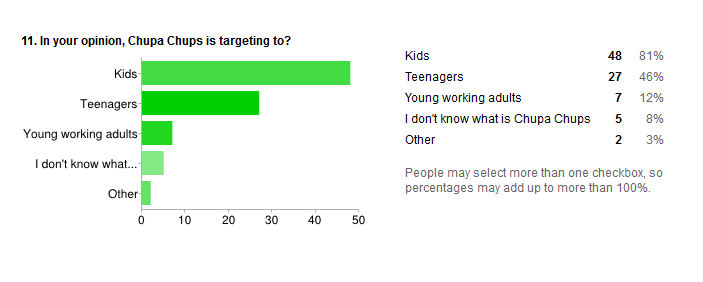 11. In your opinion, Chupa Chups is targeting to?
Kids
Teenagers
Young working adults
I don't know what...
Other
0 10 20 30 40 50
Kids 48 81%
Teenagers 27 46%
Young working adults 7 12%
I don't know what is Chupa Chups 5 8%
Other 2 3%
People may select more than one checkbox, so
percentages may add up to more than 100%.